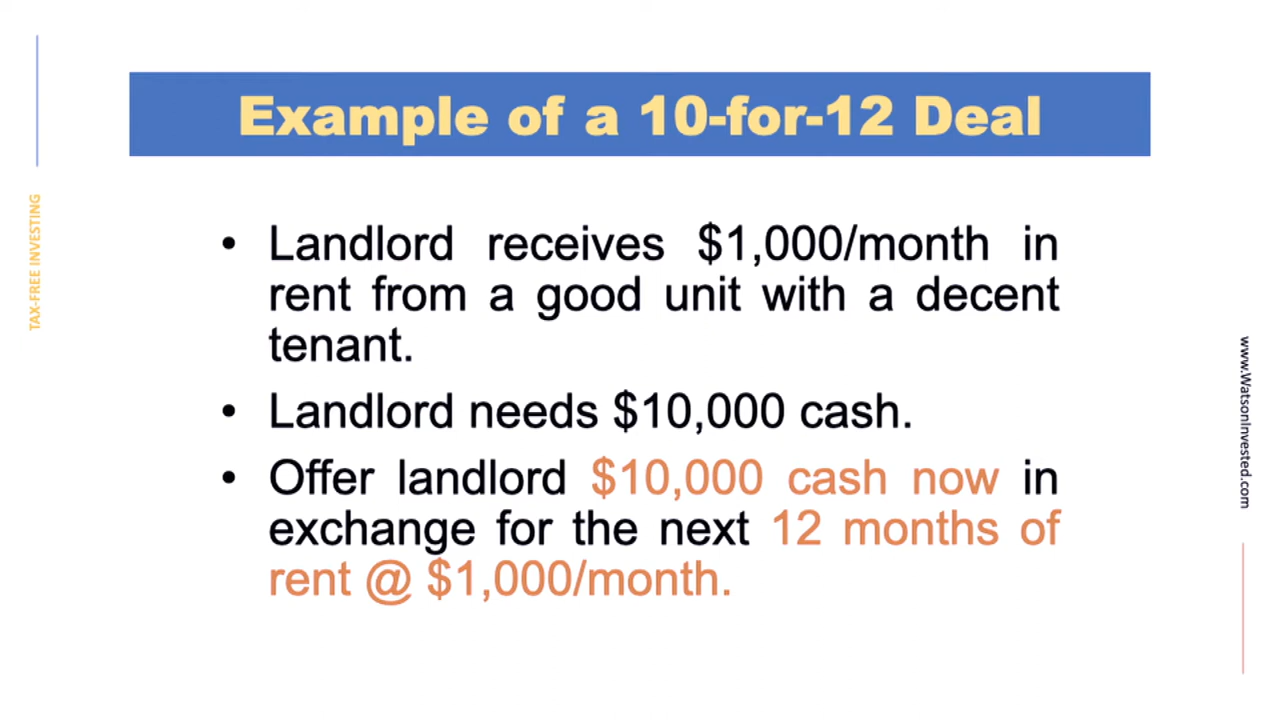 Example of a 10-for-12 Deal
• Landlord receives $1,000/month in
rent from a good unit with a decent
tenant.
• Landlord needs $10,000 cash.
• Offer landlord $10,000 cash now in
exchange for the next 12 months of
rent @ $1,000/month.
TAX-FREE INVESTING
www.WatsonInvested.com